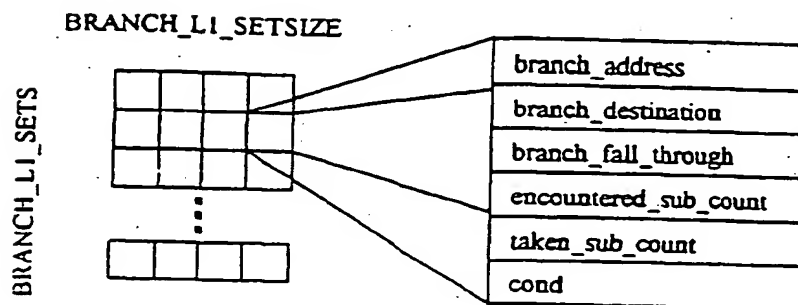 BRANCH_L1_SETSIZE
BRANCH_L1_SETS
branch_address
branch_destination
branch_fall_through
encountered_sub_count
taken_sub_count
cond